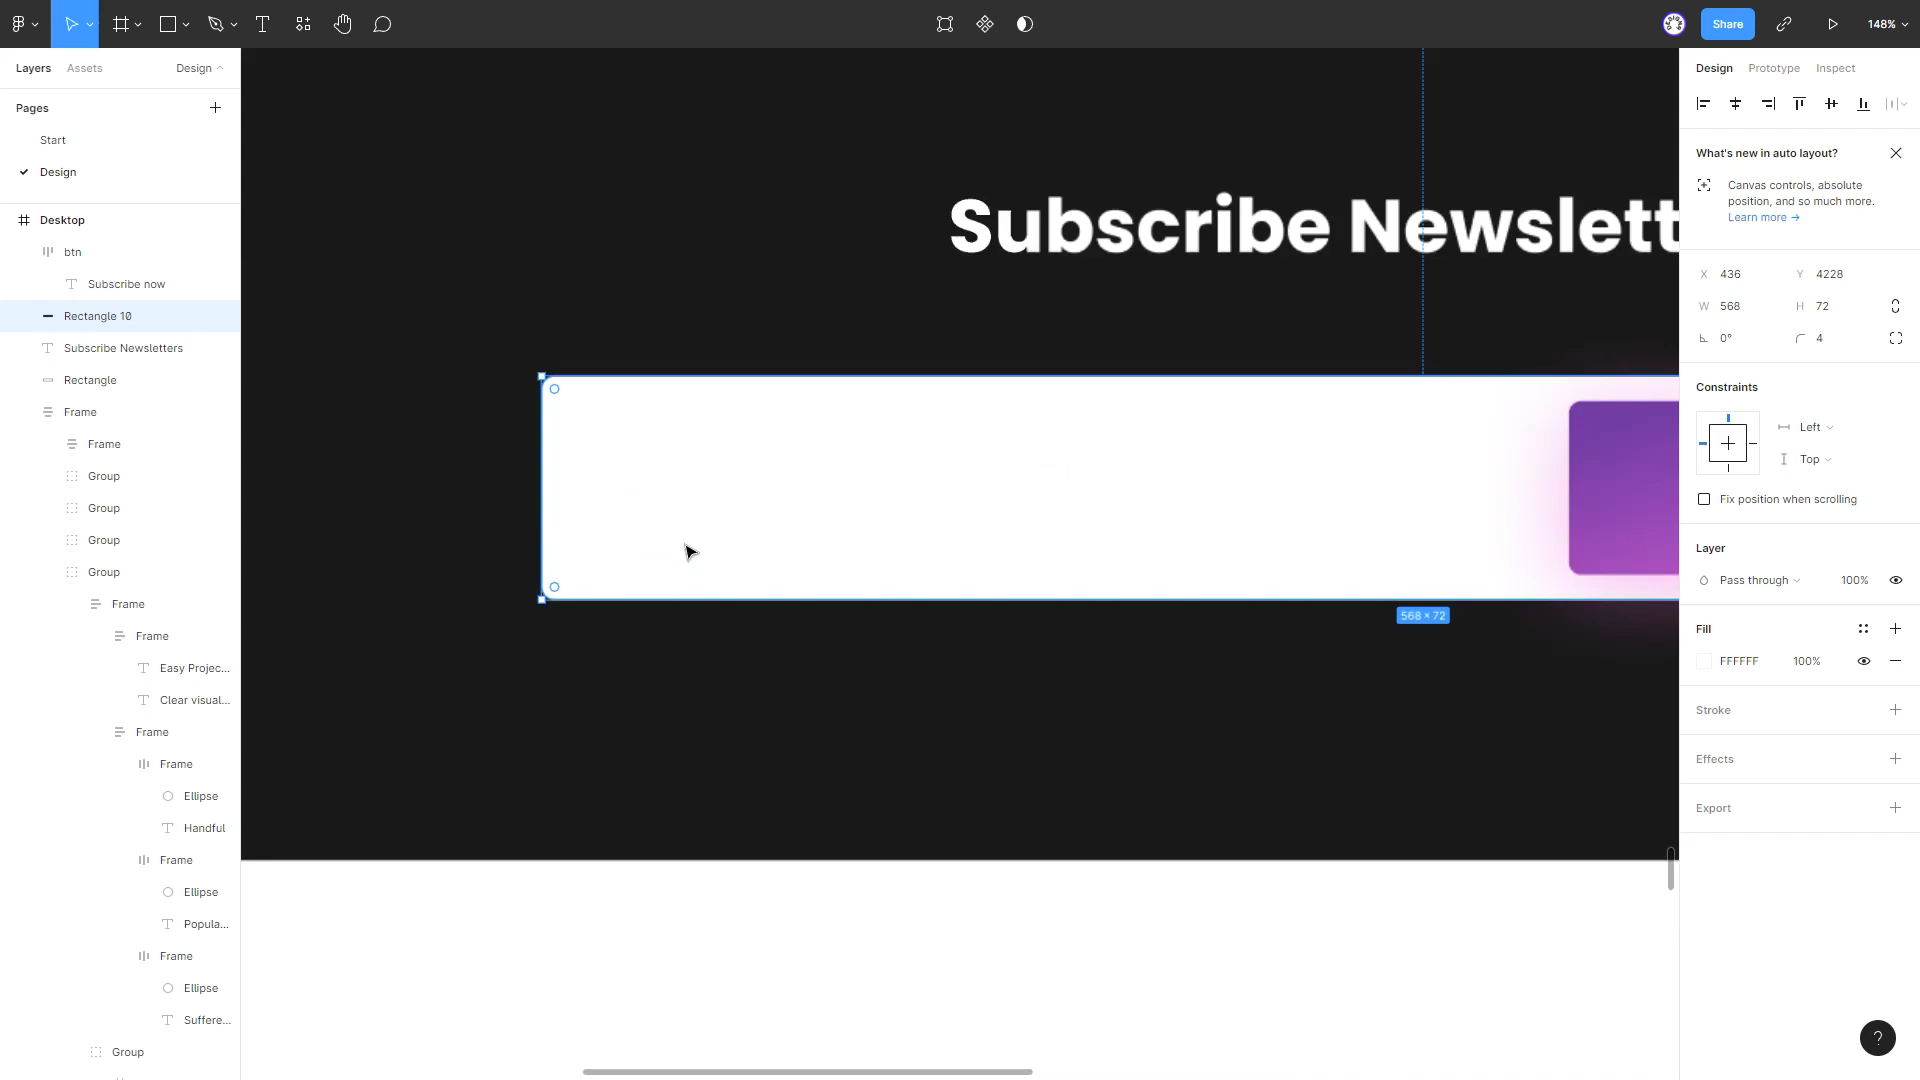 Share
148%
Layers
Assets
Design
Pages
Start
Design
Desktop
btn
Subscribe now
Rectangle 10
Subscribe Newsletters
Rectangle
Frame
Frame
Group
Group
Group
Group
Frame
Frame
Easy Projec...
Clear visual...
Frame
Frame
Ellipse
Handful
Frame
Ellipse
Popula...
Frame
Ellipse
Suffere...
Group
Subscribe Newslett
568 × 72
Design
Prototype
Inspect
What's new in auto layout?
Canvas controls, absolute
position, and so much more.
Learn more →
X 436
Y 4228
W 568
H 72
0°
4
Constraints
Left
Top
Fix position when scrolling
Layer
Pass through
100%
Fill
FFFFFF
100%
Stroke
Effects
Export
?